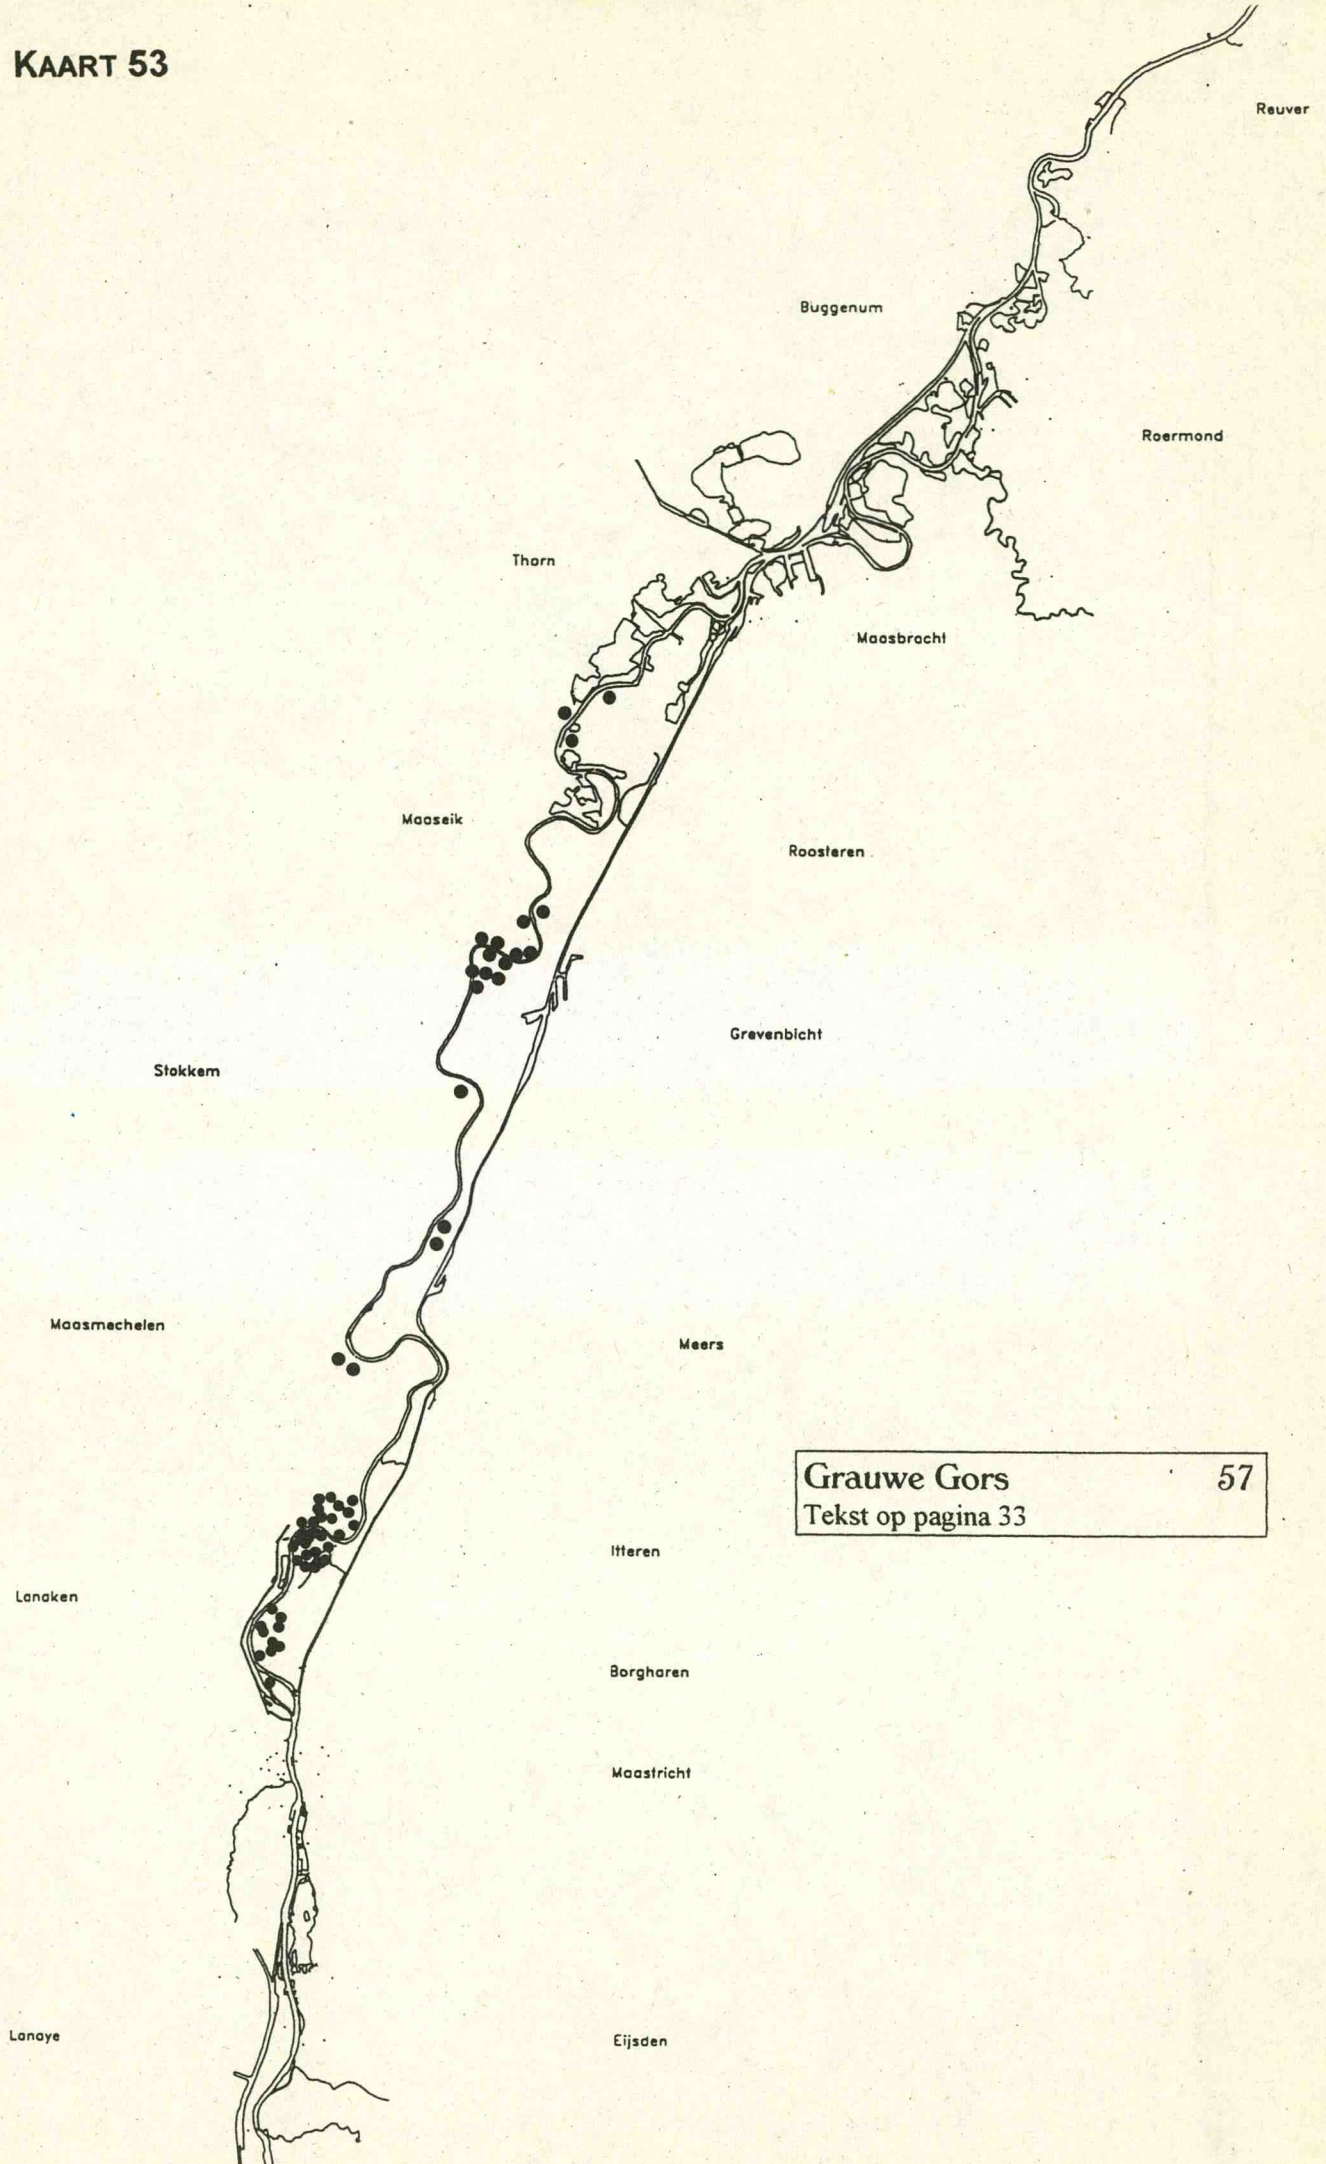 KAART 53
Reuver
Buggenum
Roermond
Thorn
Maasbracht
Maaseik
Roosteren
Grevenbicht
Stokkem
Maasmechelen
Meers
Grauwe Gors 57
Tekst op pagina 33
Itteren
Lanaken
Borgharen
Maastricht
Lanaye
Eijsden